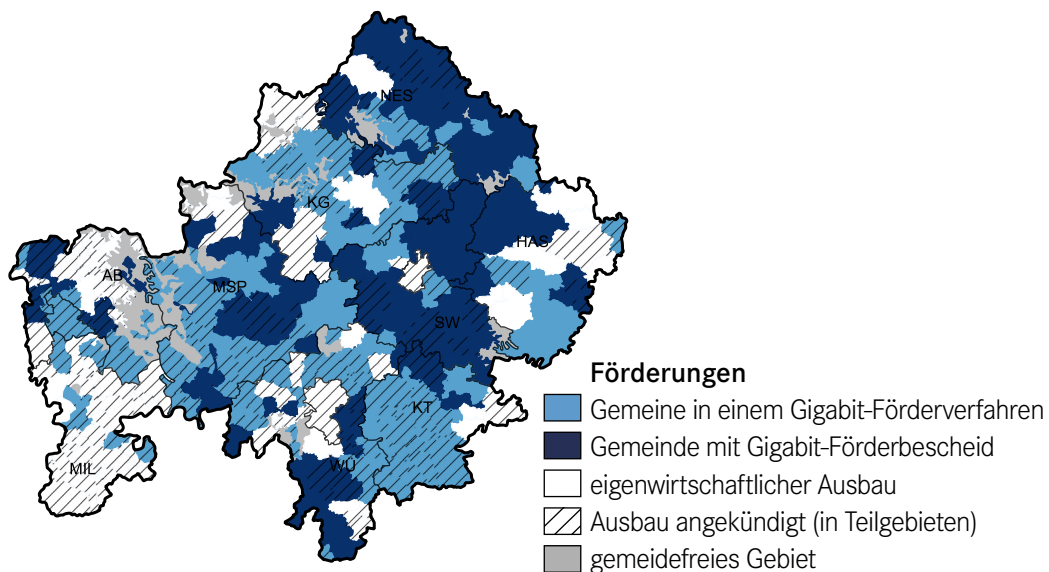 NES
KG
HAS
AB
MSP
SW
KT
MIL
WÜ
Förderungen
Gemeine in einem Gigabit-Förderverfahren
Gemeinde mit Gigabit-Förderbescheid
eigenwirtschaftlicher Ausbau
Ausbau angekündigt (in Teilgebieten)
gemeidefreies Gebiet